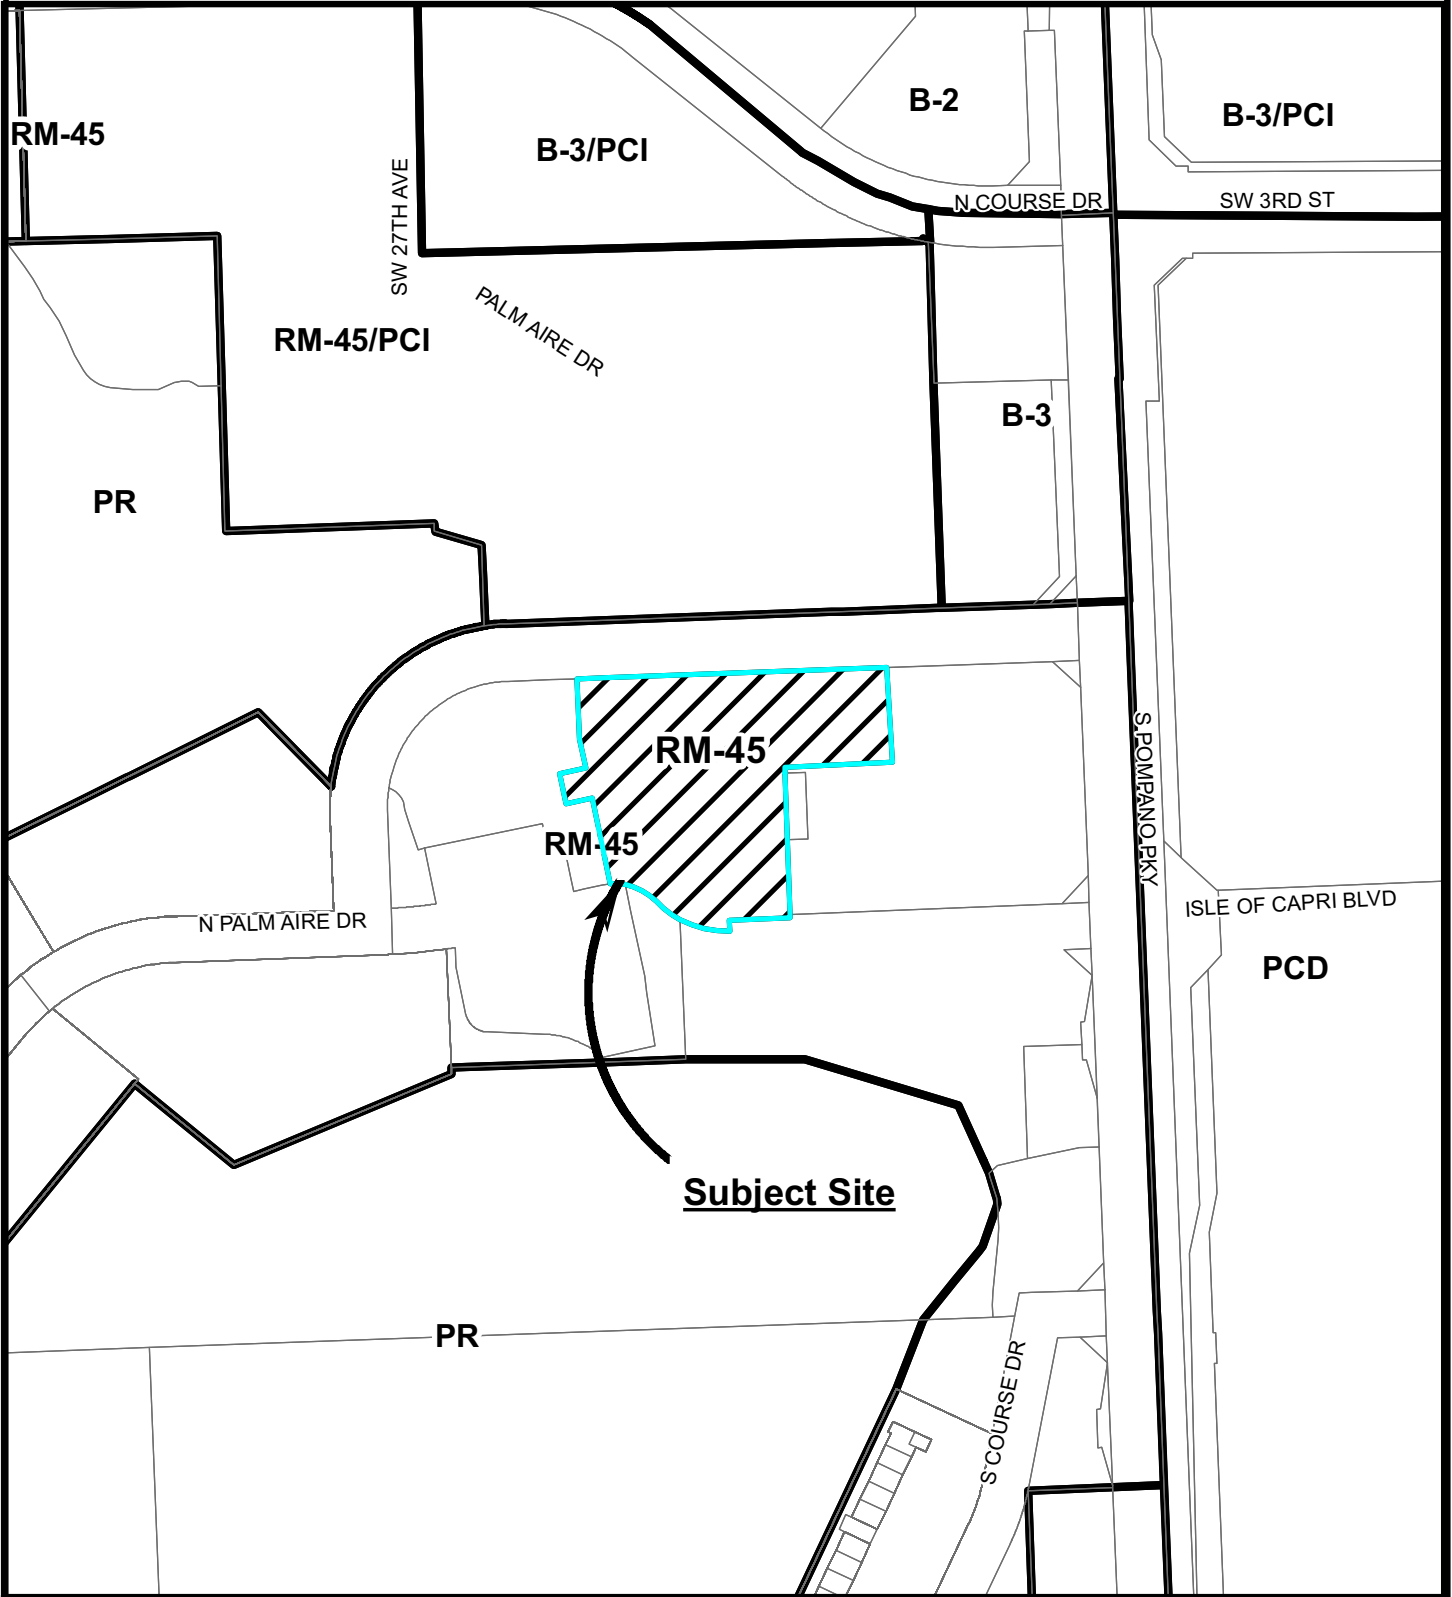 B-2
B-3/PCI
RM-45
B-3/PCI
SW 27TH AVE
N COURSE DR
SW 3RD ST
PALM AIRE DR
RM-45/PCI
B-3
PR
RM-45
S POMPANO PKY
RM-45
ISLE OF CAPRI BLVD
N PALM AIRE DR
PCD
Subject Site
PR
S COURSE DR